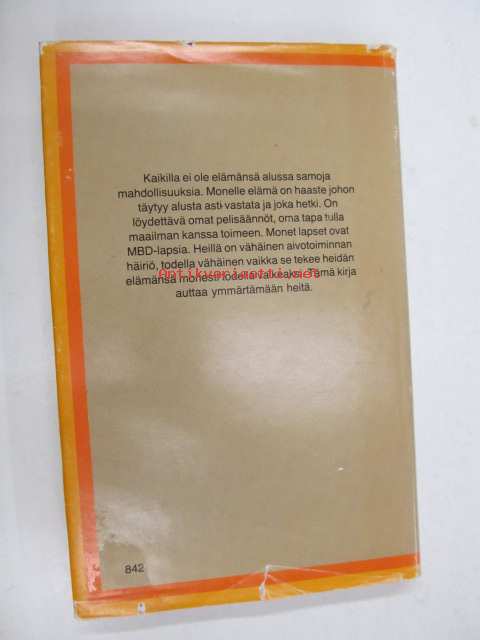 Kaikilla ei ole elämänsä alussa samoja
mahdollisuuksia. Monelle elämä on haaste johon
täytyy alusta asti vastata ja joka hetki. On
löydettävä omat pelisäännöt, oma tapa tulla
maailman kanssa toimeen. Monet lapset ovat
MBD-lapsia. Heillä on vähäinen aivotoiminnan
häiriö, todella vähäinen vaikka se tekee heidän
Antikvariaatti.net
elämänsä monesti todella vaikeaksi. Tämä kirja
auttaa ymmärtämään heitä.
842